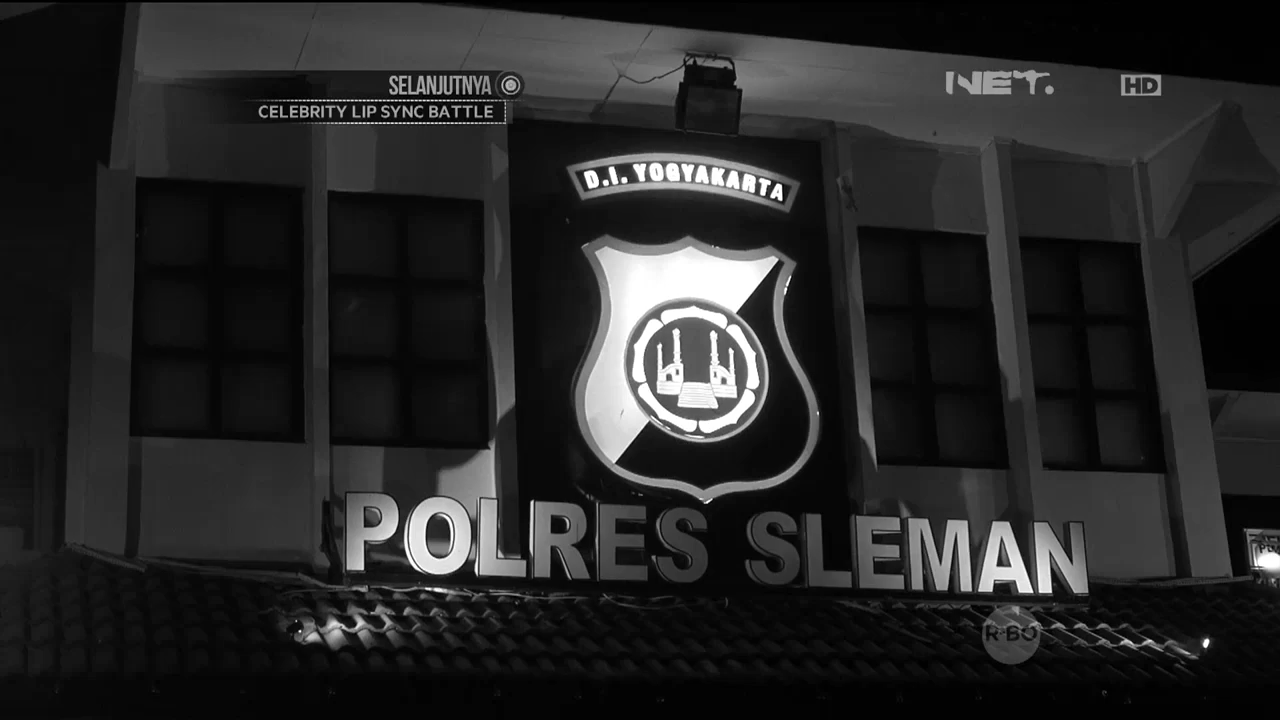 SELANJUTNYA
CELEBRITY LIP SYNC BATTLE
NET.
HD
D.I. YOGYAKARTA
POLRES SLEMAN
R-BO